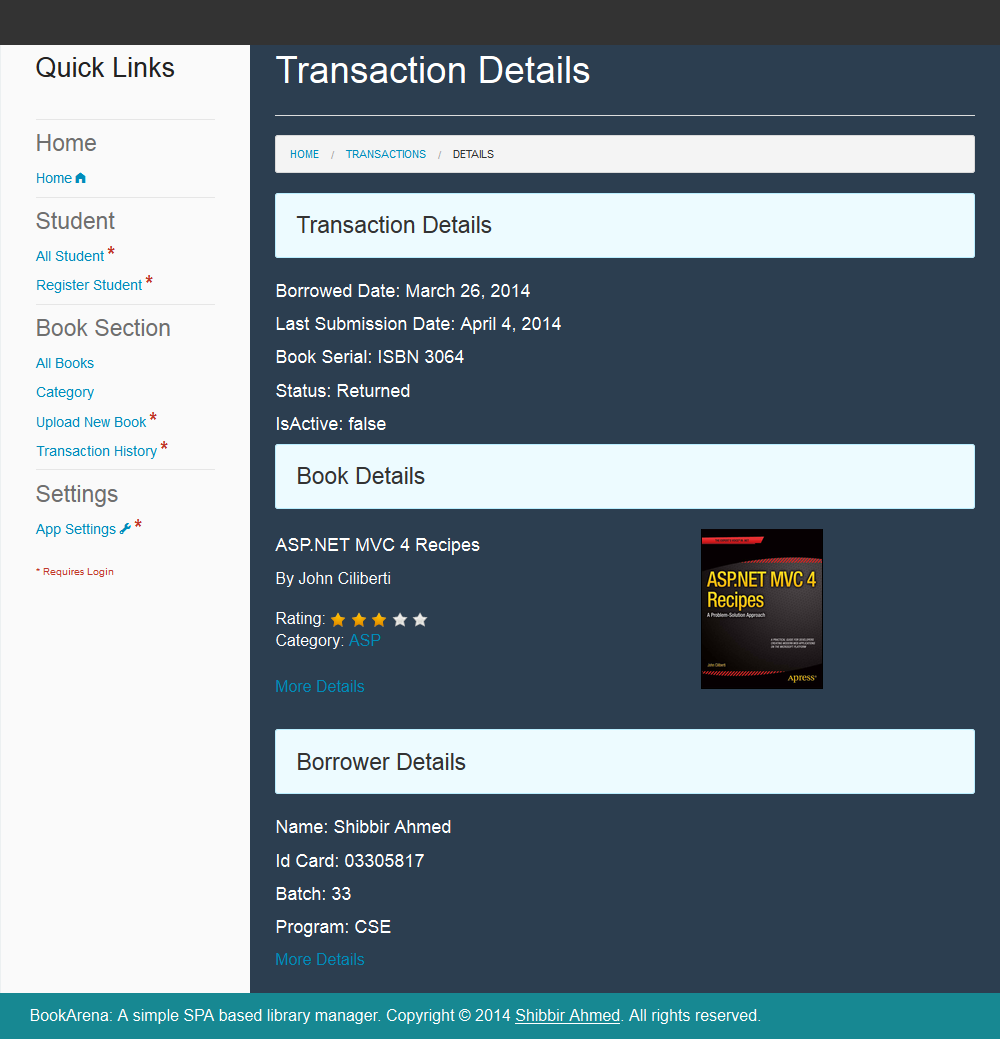 Quick Links
Home
Home
Student
All Student *
Register Student *
Book Section
All Books
Category
Upload New Book *
Transaction History *
Settings
App Settings *
* Requires Login
Transaction Details
HOME / TRANSACTIONS / DETAILS
Transaction Details
Borrowed Date: March 26, 2014
Last Submission Date: April 4, 2014
Book Serial: ISBN 3064
Status: Returned
IsActive: false
Book Details
ASP.NET MVC 4 Recipes
By John Ciliberti
Rating:
Category: ASP
More Details
ASP.NET MVC 4
Recipes
A Problem-Solution Approach
John Ciliberti
Apress
Borrower Details
Name: Shibbir Ahmed
Id Card: 03305817
Batch: 33
Program: CSE
More Details
BookArena: A simple SPA based library manager. Copyright © 2014 Shibbir Ahmed. All rights reserved.